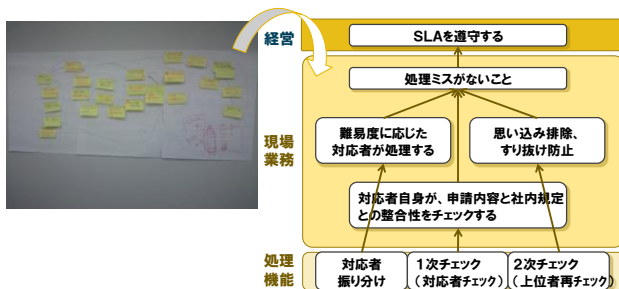 経営
SLAを遵守する
処理ミスがないこと
難易度に応じた
対応者が処理する
思い込み排除、
すり抜け防止
現場
業務
対応者自身が、申請内容と社内規定
との整合性をチェックする
処理
機能
対応者
振り分け
1次チェック
(対応者チェック)
2次チェック
(上位者再チェック)